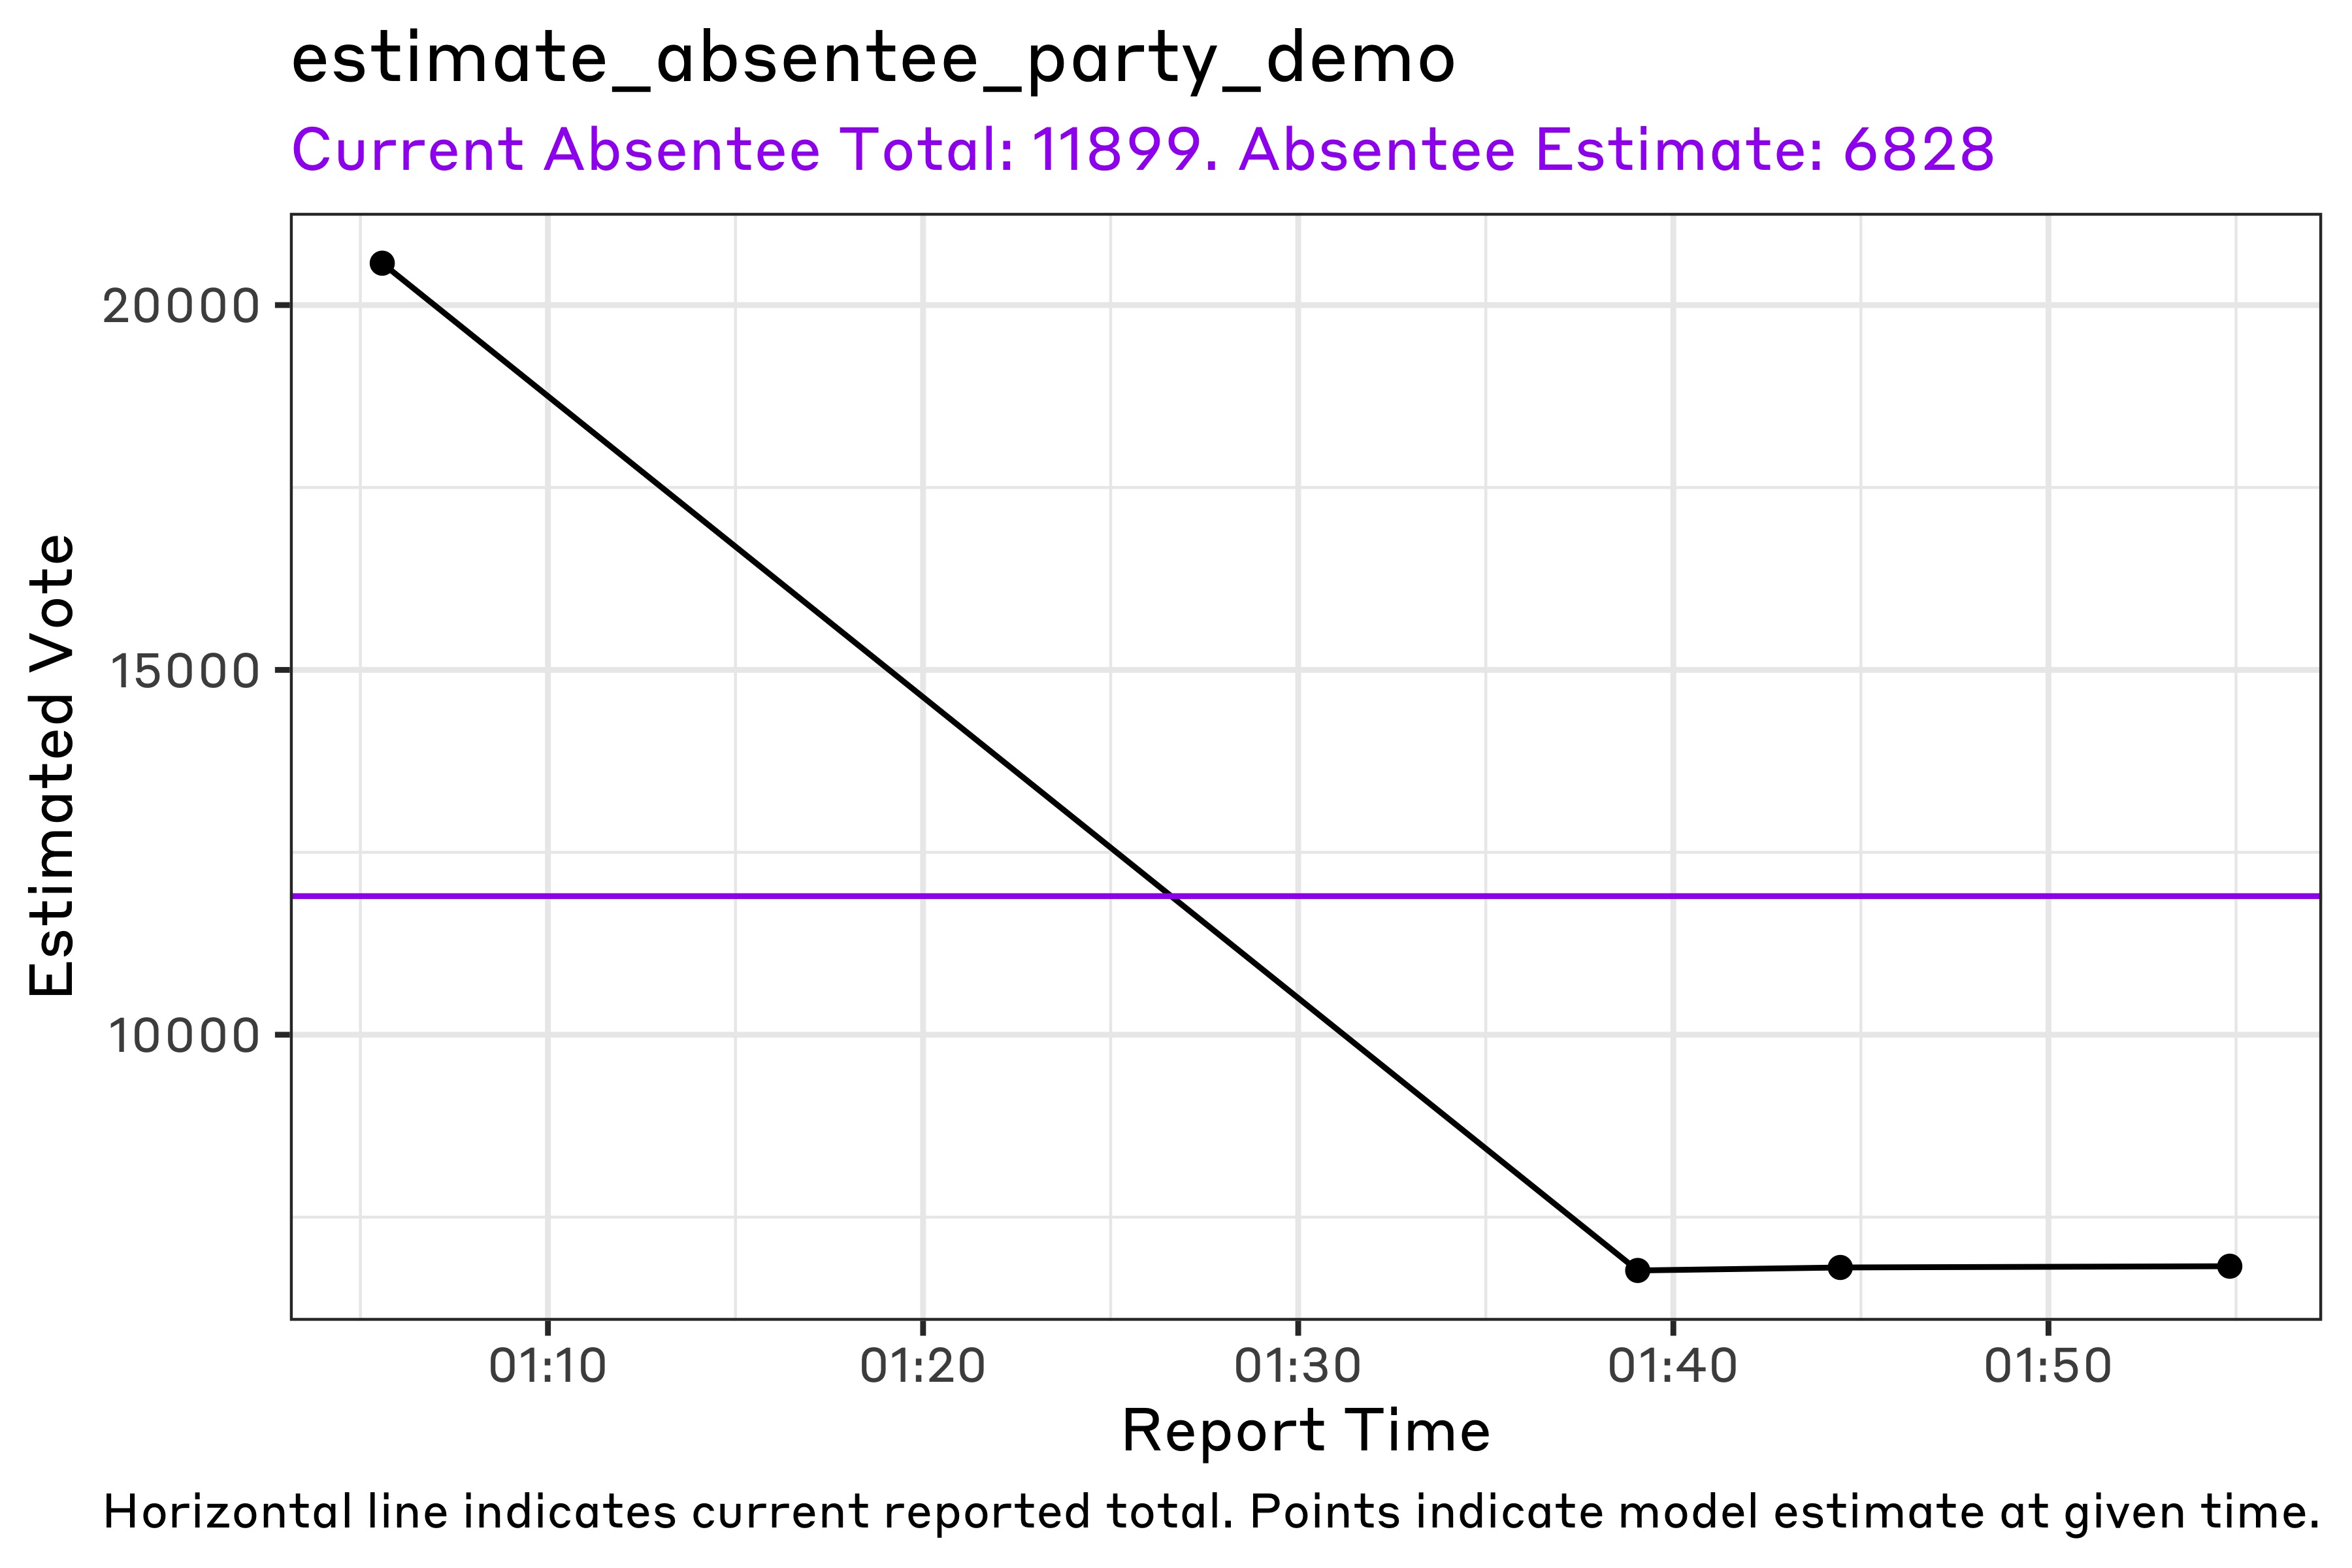 estimate_absentee_party_demo
Current Absentee Total: 11899. Absentee Estimate: 6828
Estimated Vote
20000
15000
10000
01:10 01:20 01:30 01:40 01:50
Report Time
Horizontal line indicates current reported total. Points indicate model estimate at given time.